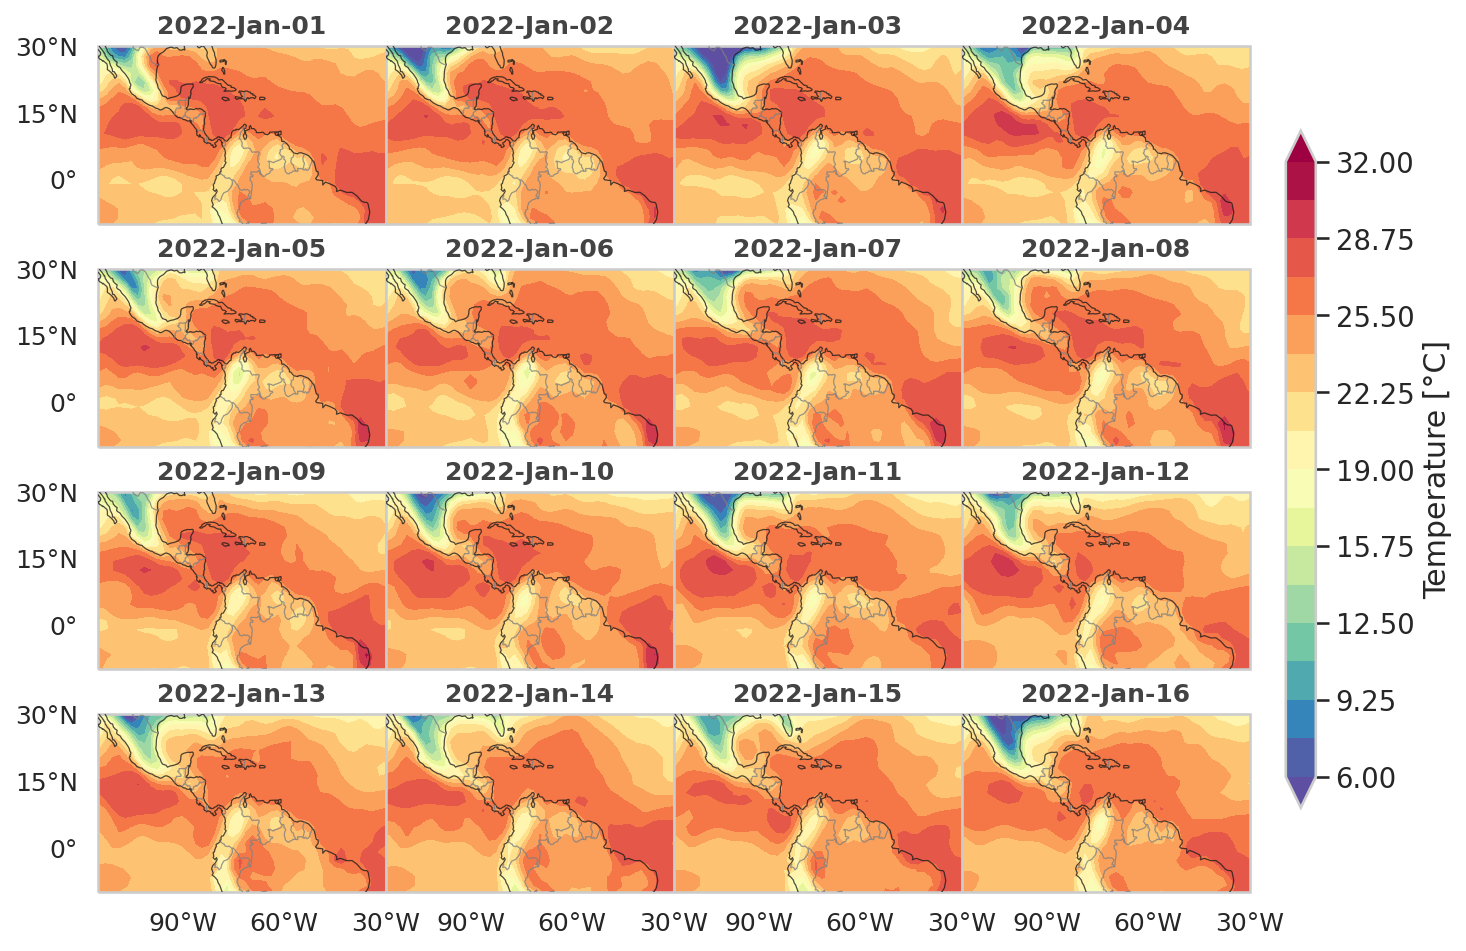 2022-Jan-01 2022-Jan-02 2022-Jan-03 2022-Jan-04
30°N
15°N
0°
2022-Jan-05 2022-Jan-06 2022-Jan-07 2022-Jan-08
30°N
15°N
0°
2022-Jan-09 2022-Jan-10 2022-Jan-11 2022-Jan-12
30°N
15°N
0°
2022-Jan-13 2022-Jan-14 2022-Jan-15 2022-Jan-16
30°N
15°N
0°
90°W 60°W 30°W 90°W 60°W 30°W 90°W 60°W 30°W 90°W 60°W 30°W
32.00
28.75
25.50
22.25
19.00
15.75
12.50
9.25
6.00
Temperature [°C]